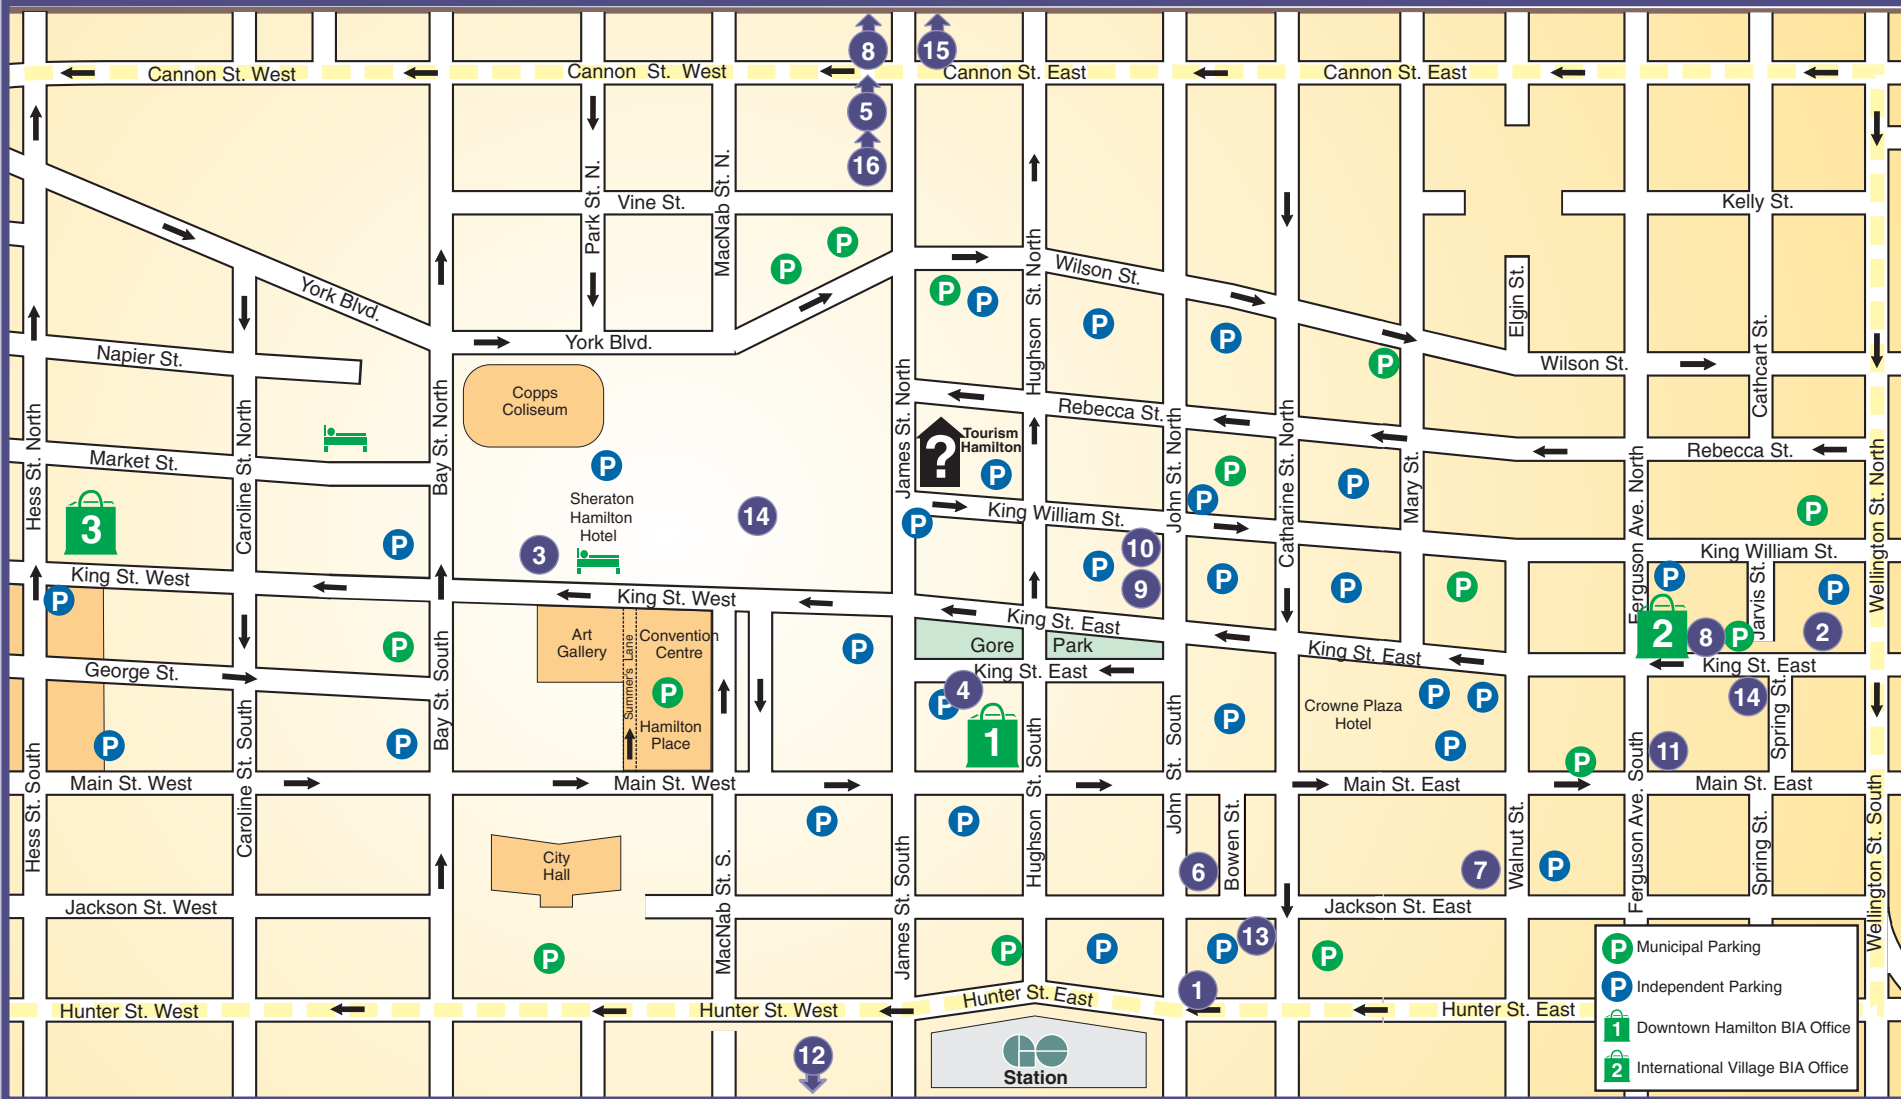 8
15
Cannon St. West
Cannon St. West
Cannon St. East
Cannon St. East
5
16
Park St. N.
MacNab St. N.
Vine St.
Kelly St.
P
P
York Blvd.
Wilson St.
Hughson St. North
Elgin St.
P
P
P
P
York Blvd.
Napier St.
Wilson St.
P
Cathcart St.
Copps
Coliseum
Hess St. North
Caroline St. North
Bay St. North
James St. North
Rebecca St.
John St. North
Catharine St. North
Mary St.
Ferguson Ave. North
Wellington St. North
Rebecca St.
?
Tourism
Hamilton
P
Market St.
P
P
P
P
Sheraton
Hamilton
Hotel
3
14
P
King William St.
P
3
P
10
9
P
P
P
P
King William St.
P
P
King St. West
P
King St. West
King St. East
Art
Gallery
Summer's Lane
Convention
Centre
P
Hamilton
Place
P
Gore
Park
King St. East
King St. East
2
8
P
Jarvis St.
2
King St. East
P
George St.
P
P
Bay St. South
4
P
1
P
Crowne Plaza
Hotel
P
P
P
P
14
11
Spring St.
Hess St. South
Caroline St. South
Hughson St. South
John St. South
Ferguson Ave. South
Wellington St. South
Main St. West
Main St. West
Main St. East
Main St. East
City
Hall
MacNab St. S.
P
James St. South
P
6
Bowen St.
7
Walnut St.
P
Spring St.
Jackson St. West
Jackson St. East
P
P
P
P
13
P
1
Hunter St. West
Hunter St. West
Hunter St. East
Hunter St. East
12
GO
Station
P Municipal Parking
P Independent Parking
1 Downtown Hamilton BIA Office
2 International Village BIA Office